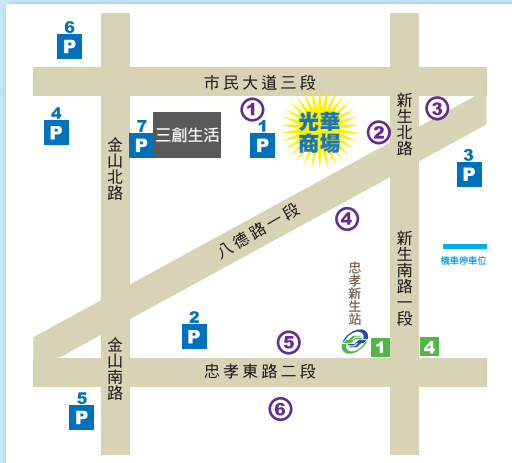 6
P
市民大道三段
4
P
7
P
三創生活
①
1
P
光華
商場
②
新生北路
③
3
P
金山北路
八德路一段
④
新生南路一段
機車停車位
忠孝新生站
2
P
⑤
1
4
金山南路
忠孝東路二段
5
P
⑥